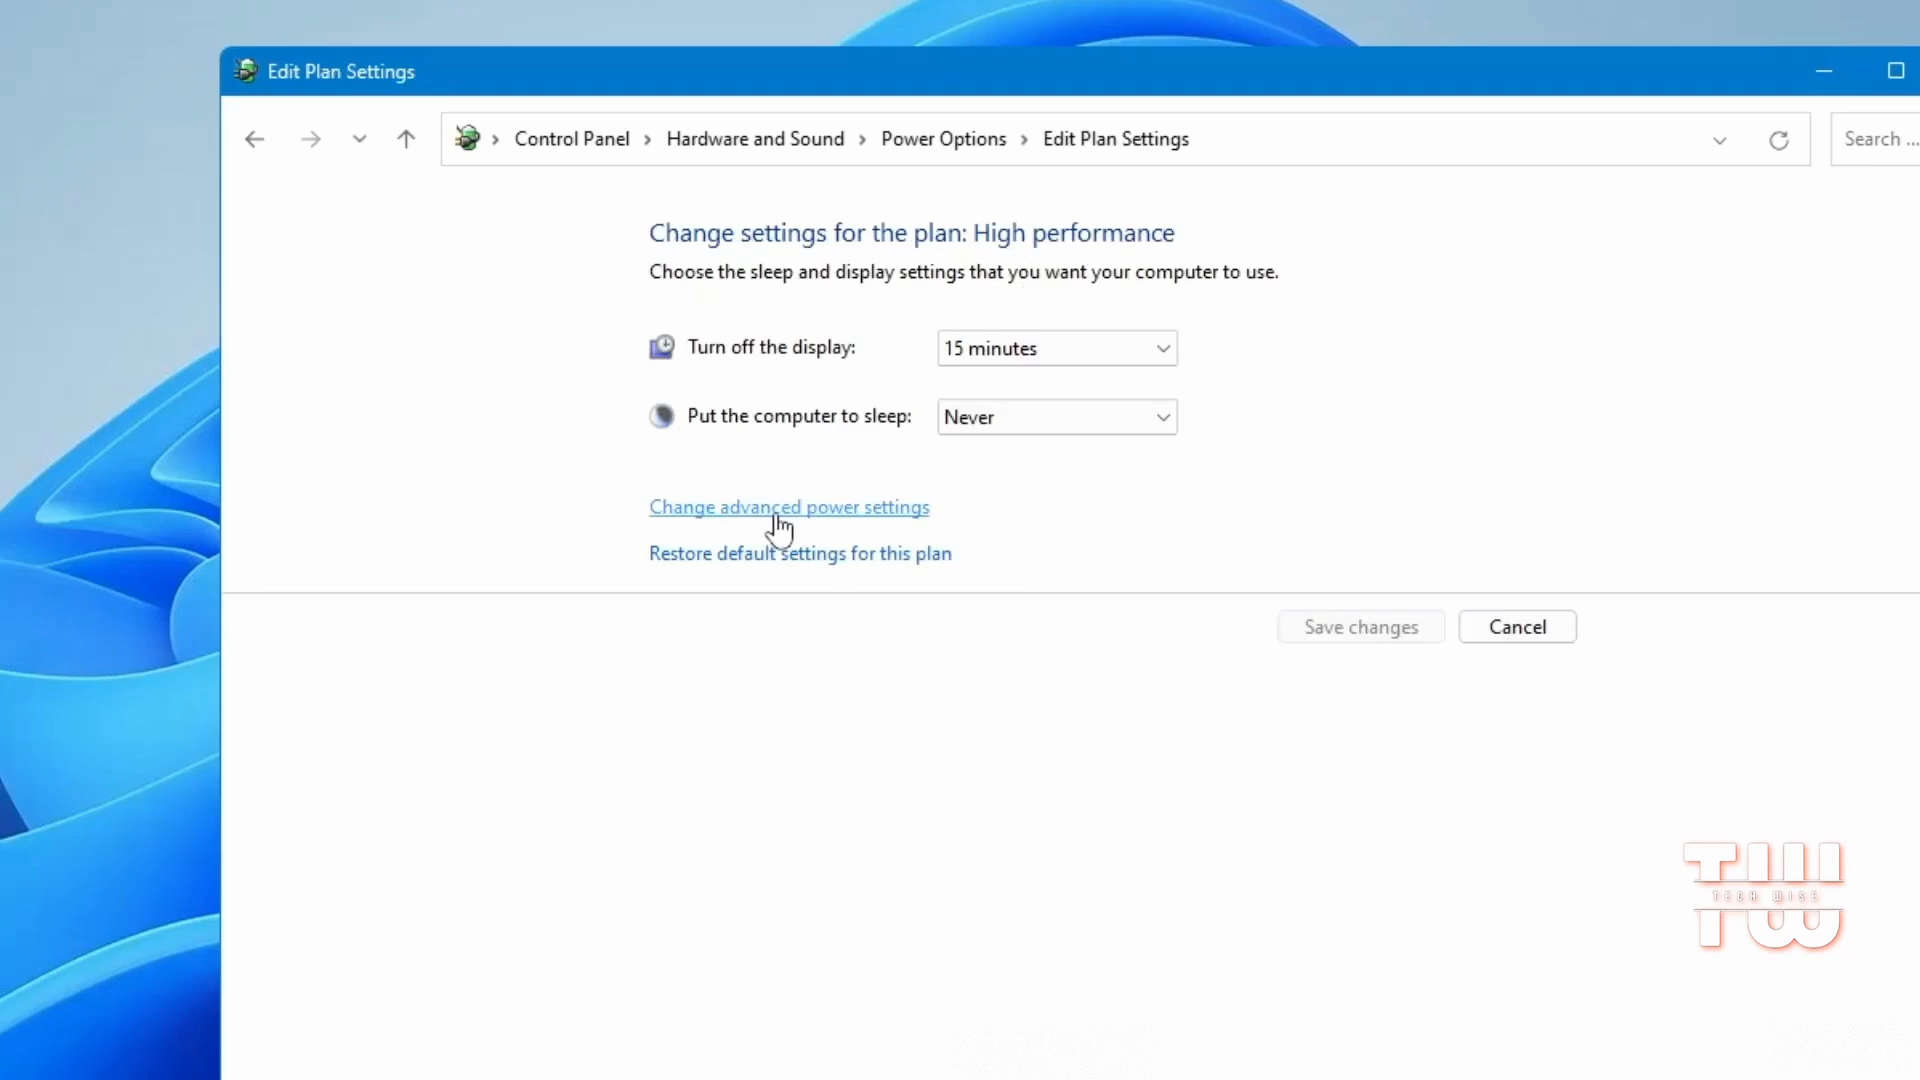 Edit Plan Settings
Control Panel > Hardware and Sound > Power Options > Edit Plan Settings
Search ...
Change settings for the plan: High performance
Choose the sleep and display settings that you want your computer to use.
Turn off the display: 15 minutes
Put the computer to sleep: Never
Change advanced power settings
Restore default settings for this plan
Save changes Cancel
TW
TECH WISE
TW